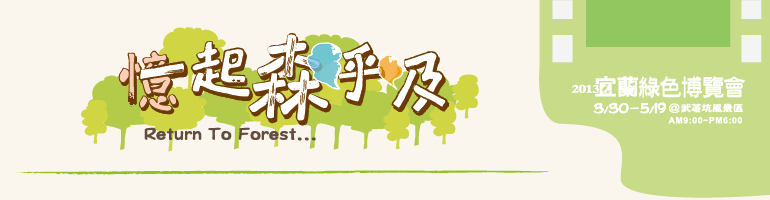 憶起森呼及
Return To Forest...
2013宜蘭綠色博覽會
3/30-5/19@武荖坑風景區
AM9:00~PM6:00